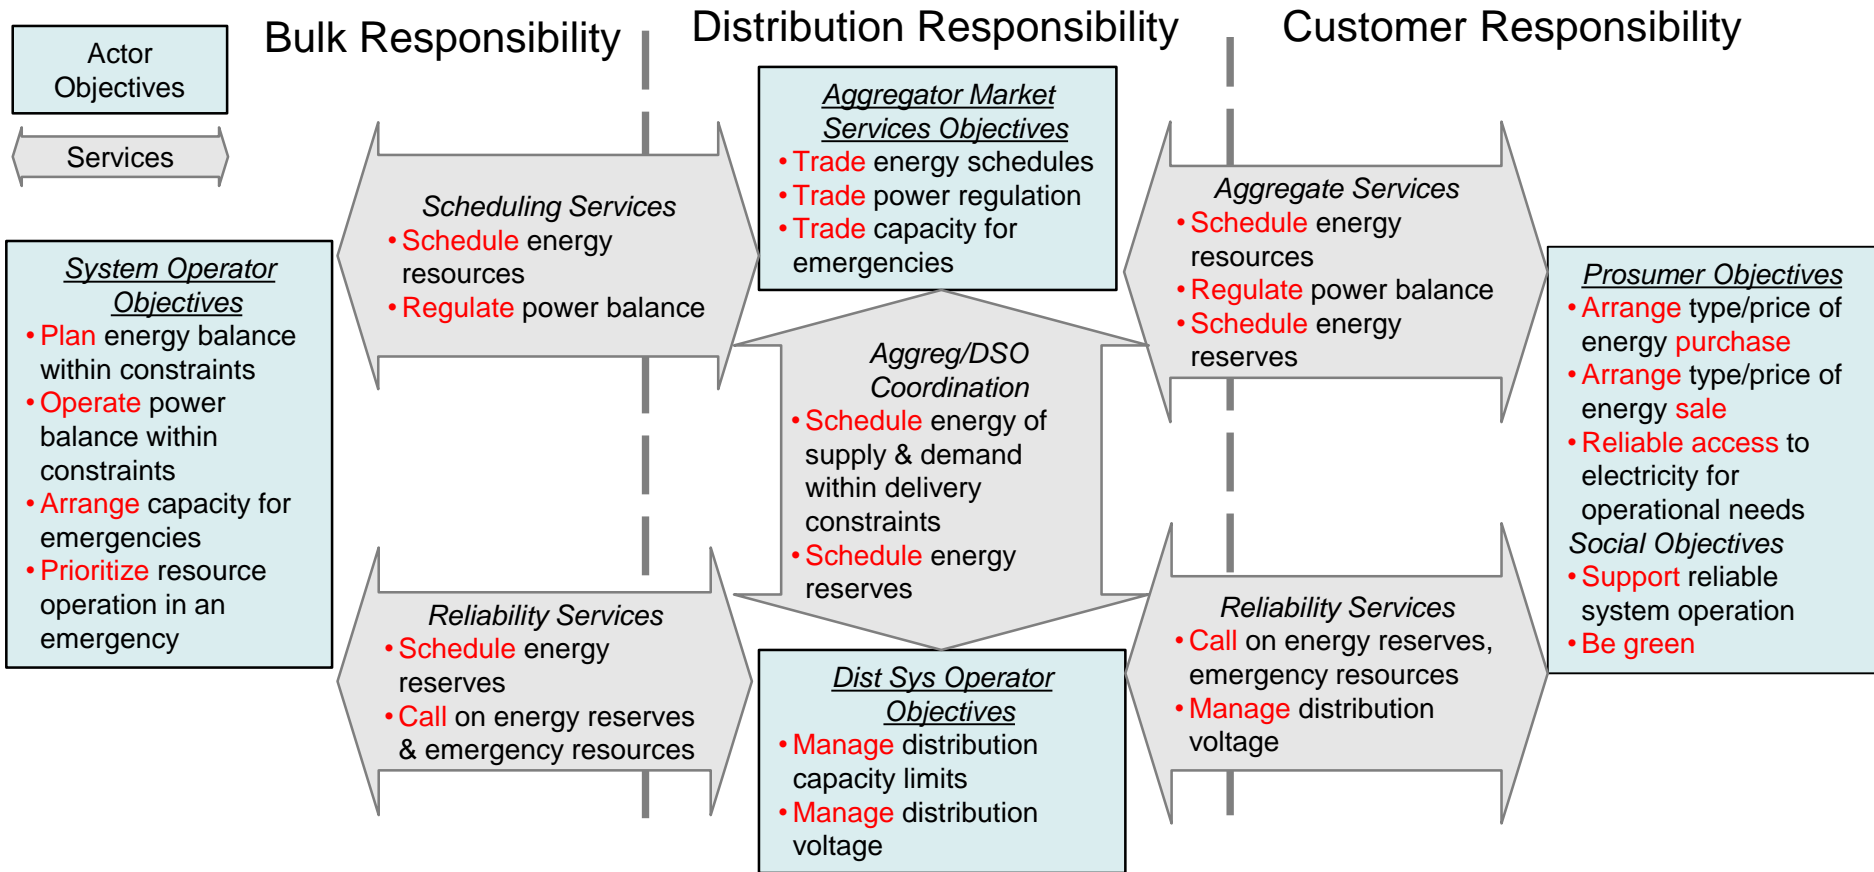 Bulk Responsibility
Distribution Responsibility
Customer Responsibility
Actor
Objectives
Services
System Operator
Objectives
•Plan energy balance
within constraints
•Operate power
balance within
constraints
•Arrange capacity for
emergencies
•Prioritize resource
operation in an
emergency
Scheduling Services
•Schedule energy
resources
•Regulate power balance
Reliability Services
•Schedule energy
reserves
•Call on energy reserves
& emergency resources
Aggregator Market
Services Objectives
•Trade energy schedules
•Trade power regulation
•Trade capacity for
emergencies
Aggreg/DSO
Coordination
•Schedule energy of
supply & demand
within delivery
constraints
•Schedule energy
reserves
Dist Sys Operator
Objectives
•Manage distribution
capacity limits
•Manage distribution
voltage
Aggregate Services
•Schedule energy
resources
•Regulate power balance
•Schedule energy
reserves
Reliability Services
•Call on energy reserves,
emergency resources
•Manage distribution
voltage
Prosumer Objectives
•Arrange type/price of
energy purchase
•Arrange type/price of
energy sale
•Reliable access to
electricity for
operational needs
Social Objectives
•Support reliable
system operation
•Be green